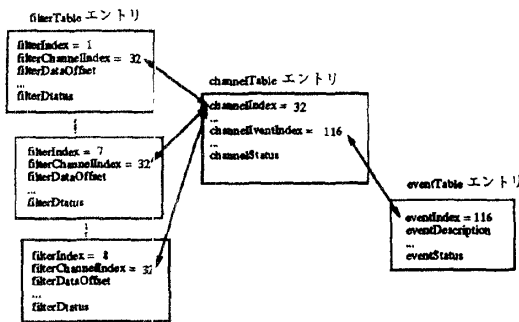 filterTable エントリ
filterIndex = 1
filterChannelIndex = 32
filterDataOffset
...
filterDtatus
channelTable エントリ
channelIndex = 32
...
channelEventIndex = 116
...
channelStatus
filterIndex = 7
filterChannelIndex = 32
filterDataOffset
...
filterDtatus
eventTable エントリ
eventIndex = 116
eventDescription
...
eventStatus
filterIndex = 8
filterChannelIndex = 32
filterDataOffset
...
filterDtatus